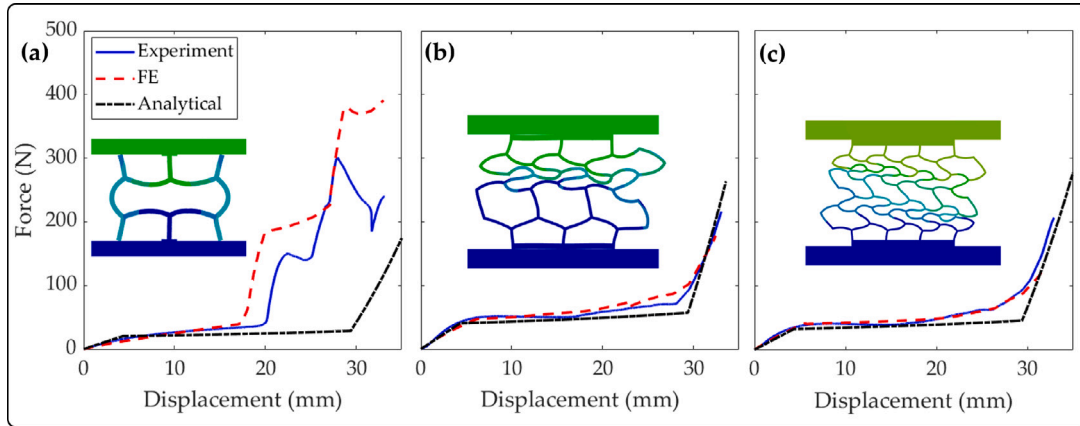 (a)
Experiment
FE
Analytical
Force (N)
500
400
300
200
100
0
0 10 20 30
Displacement (mm)
(b)
0 10 20 30
Displacement (mm)
(c)
0 10 20 30
Displacement (mm)